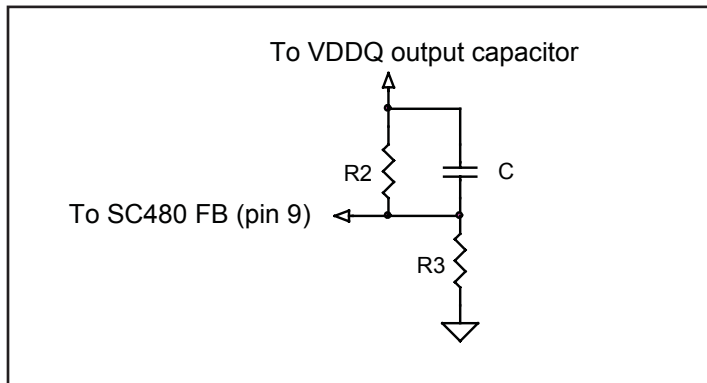 To VDDQ output capacitor
R2
C
To SC480 FB (pin 9)
R3